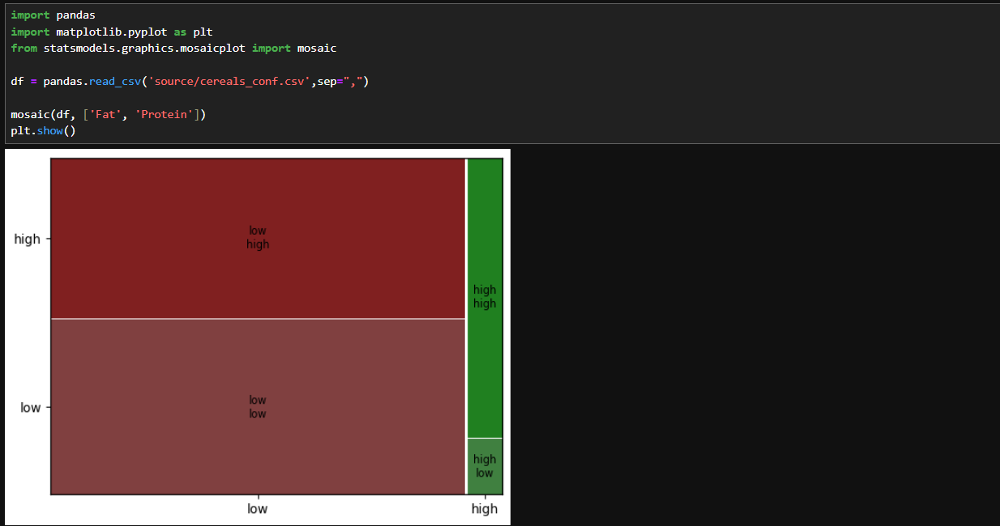 import pandas
import matplotlib.pyplot as plt
from statsmodels.graphics.mosaicplot import mosaic
df = pandas.read_csv('source/cereals_conf.csv',sep=",")
mosaic(df, ['Fat', 'Protein'])
plt.show()
high
low
high
high
high
low
low
low
high
low
low
high